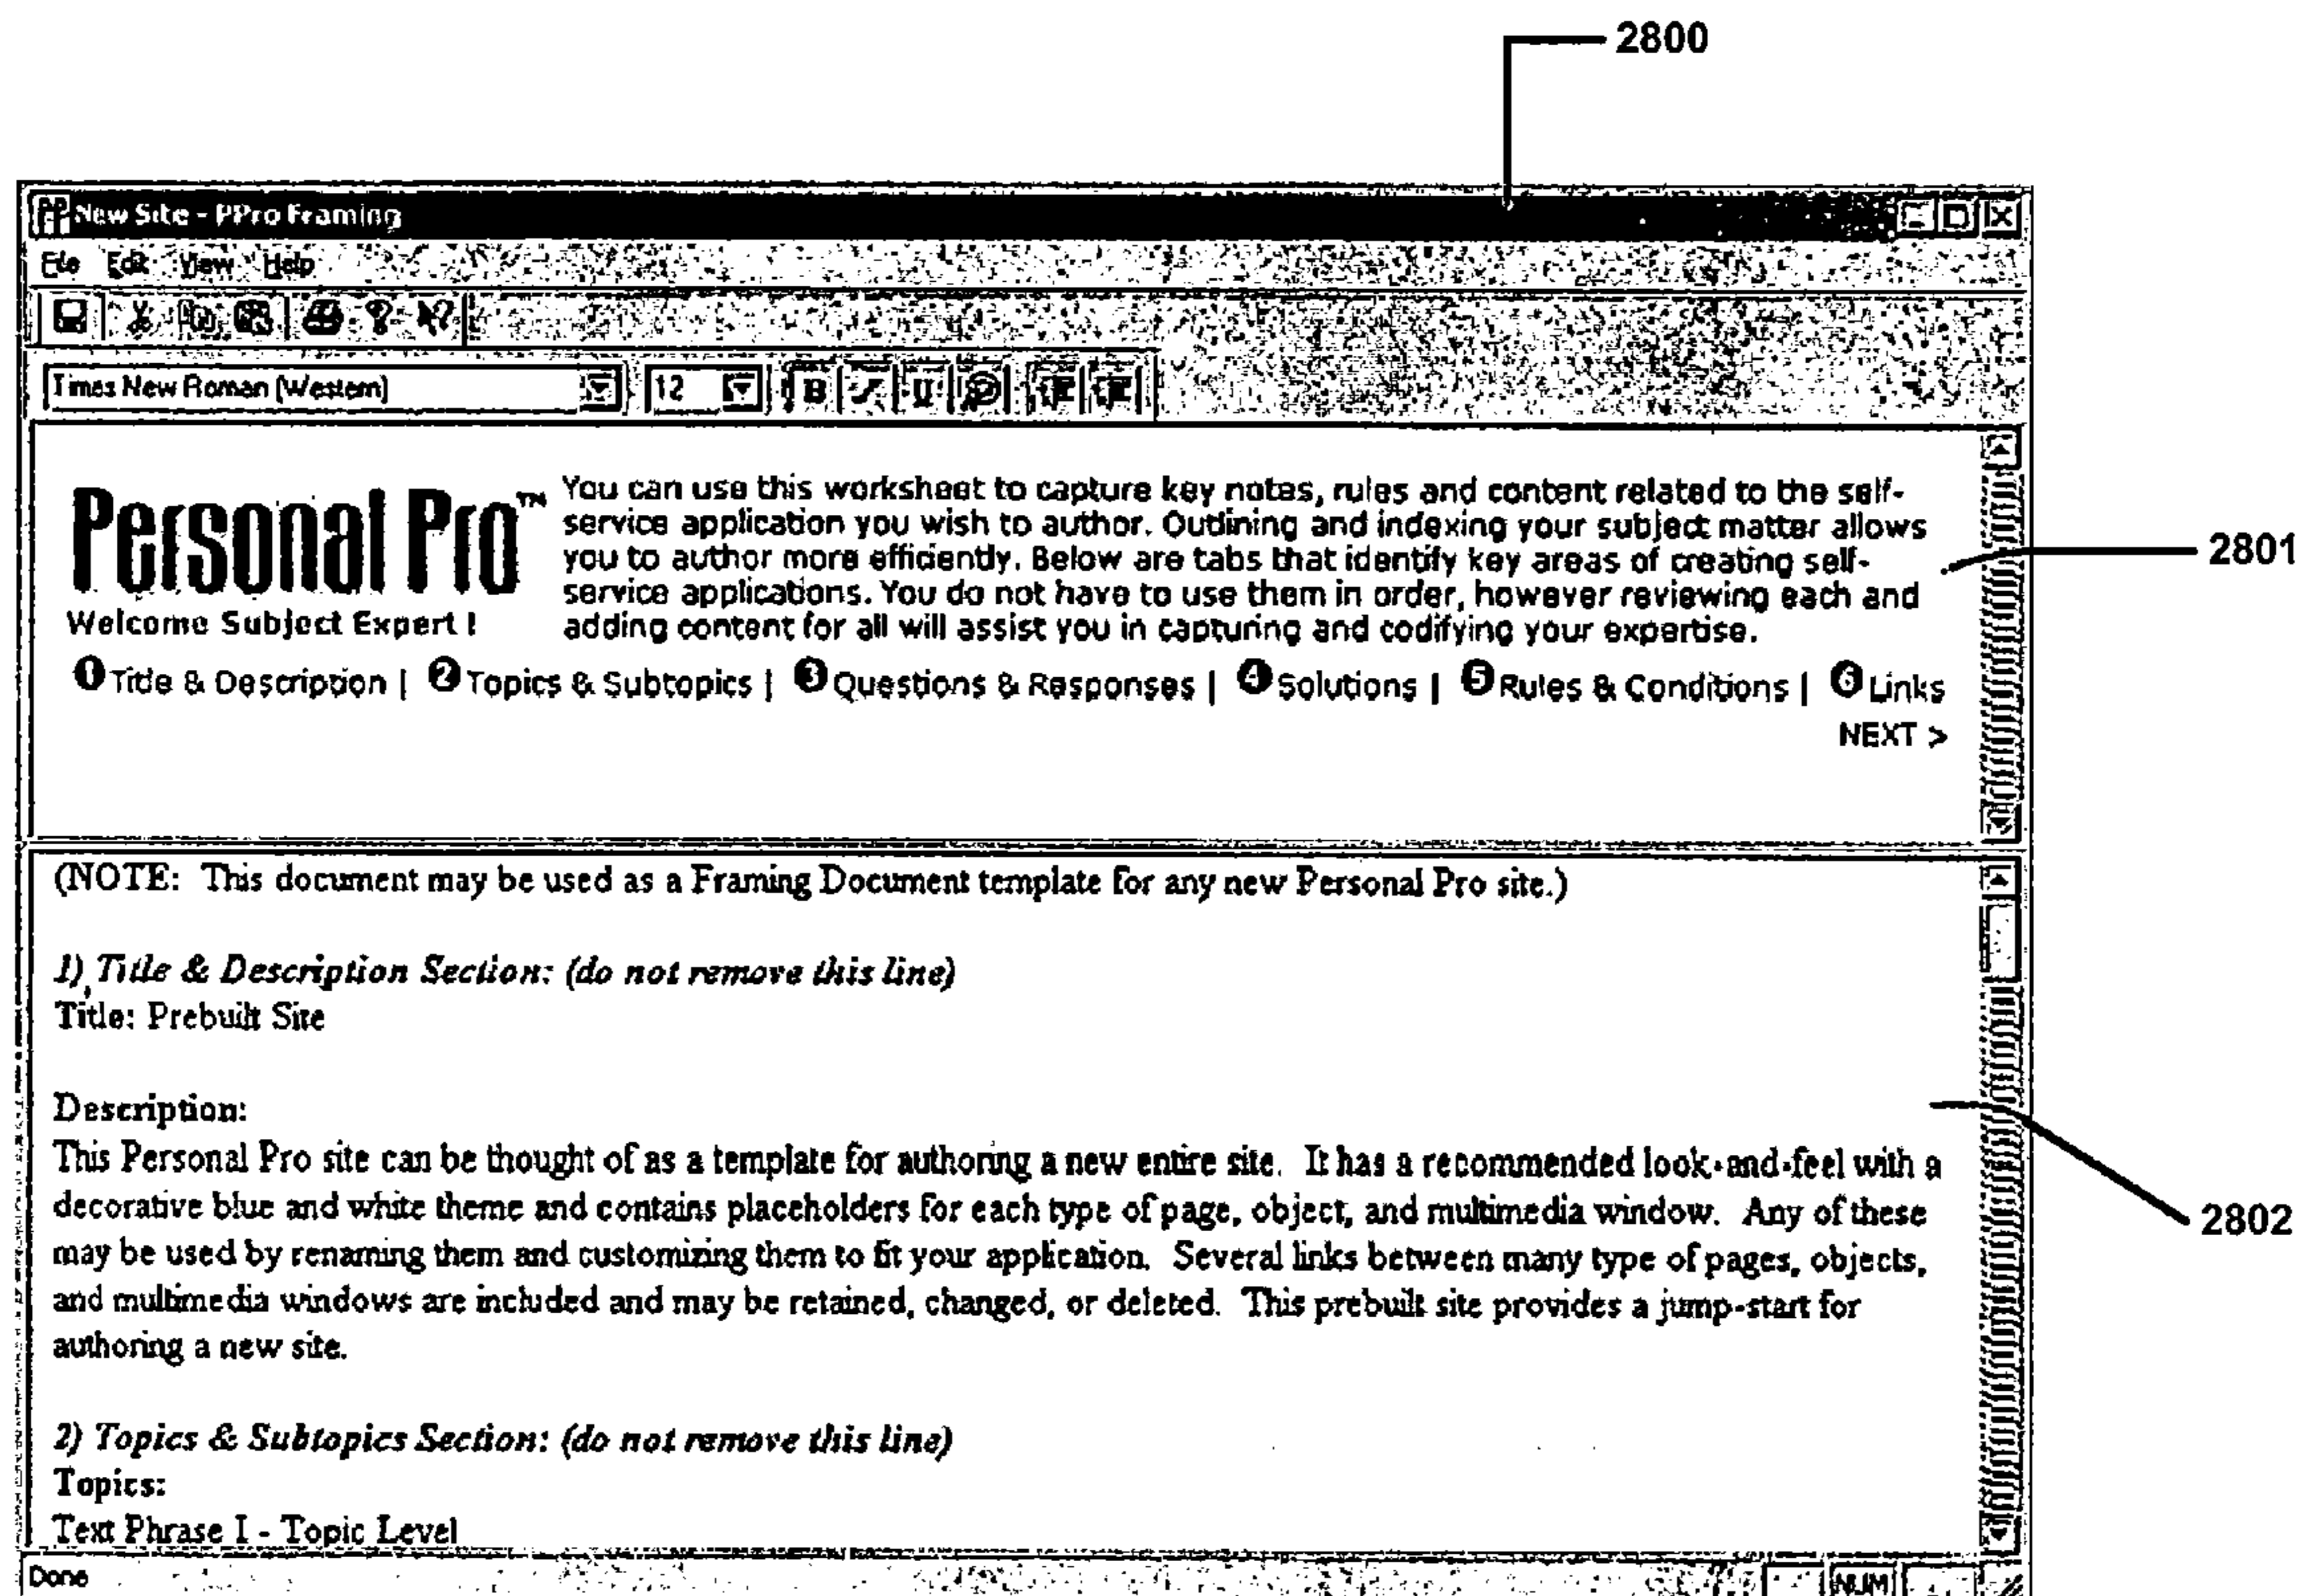 2800
New Site - PPro Framing
File Edit View Help
Times New Roman (Western) 12 B I U
Personal Pro™
Welcome Subject Expert !
You can use this worksheet to capture key notes, rules and content related to the self-
service application you wish to author. Outlining and indexing your subject matter allows
you to author more efficiently. Below are tabs that identify key areas of creating self-
service applications. You do not have to use them in order, however reviewing each and
adding content for all will assist you in capturing and codifying your expertise.
2801
1 Title & Description | 2 Topics & Subtopics | 3 Questions & Responses | 4 Solutions | 5 Rules & Conditions | 6 Links
NEXT >
(NOTE: This document may be used as a Framing Document template for any new Personal Pro site.)
1) Title & Description Section: (do not remove this line)
Title: Prebuilt Site
Description:
This Personal Pro site can be thought of as a template for authoring a new entire site. It has a recommended look-and-feel with a
decorative blue and white theme and contains placeholders for each type of page, object, and multimedia window. Any of these
may be used by renaming them and customizing them to fit your application. Several links between many type of pages, objects,
and multimedia windows are included and may be retained, changed, or deleted. This prebuilt site provides a jump-start for
authoring a new site.
2802
2) Topics & Subtopics Section: (do not remove this line)
Topics:
Text Phrase I - Topic Level
Done NUM